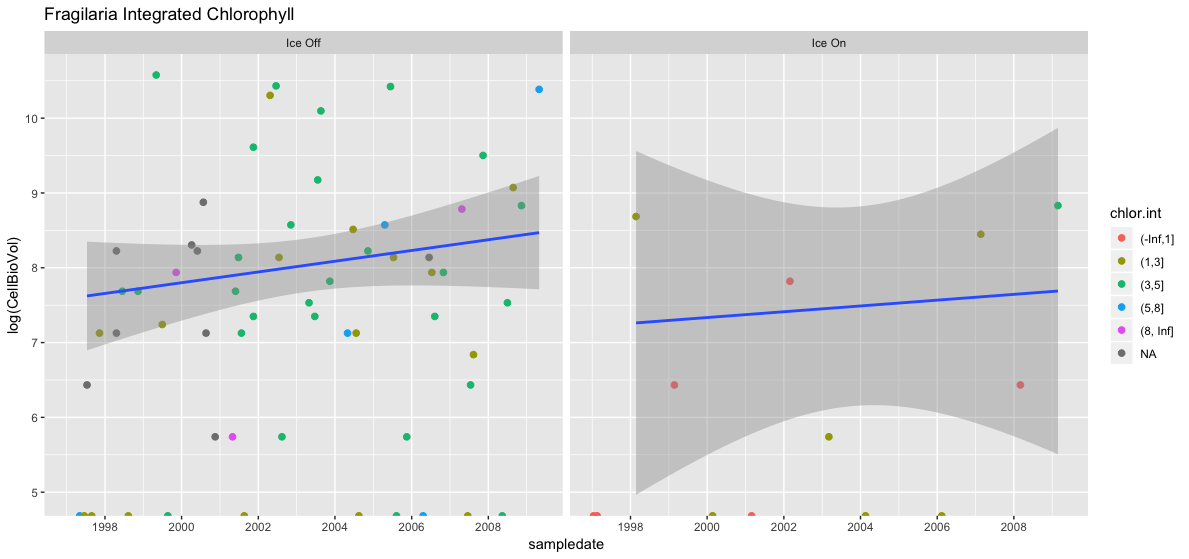 Fragilaria Integrated Chlorophyll
Ice Off
Ice On
log(CellBioVol)
10
9
8
7
6
5
1998 2000 2002 2004 2006 2008
1998 2000 2002 2004 2006 2008
sampledate
chlor.int
(-Inf,1]
(1,3]
(3,5]
(5,8]
(8, Inf]
NA